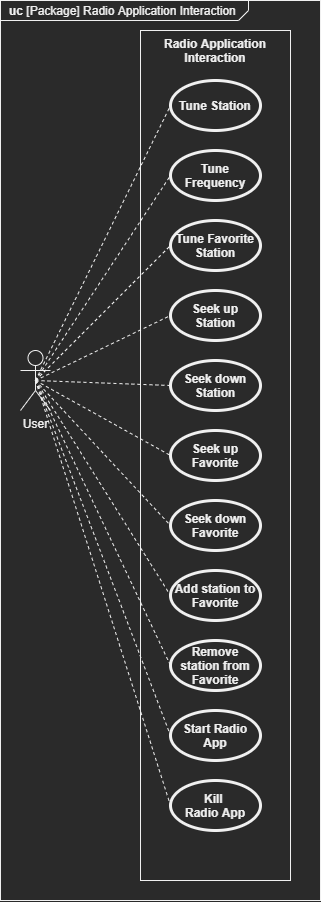 uc [Package] Radio Application Interaction
Radio Application
Interaction
Tune Station
Tune
Frequency
Tune Favorite
Station
Seek up
Station
Seek down
Station
User
Seek up
Favorite
Seek down
Favorite
Add station to
Favorite
Remove
station from
Favorite
Start Radio
App
Kill
Radio App